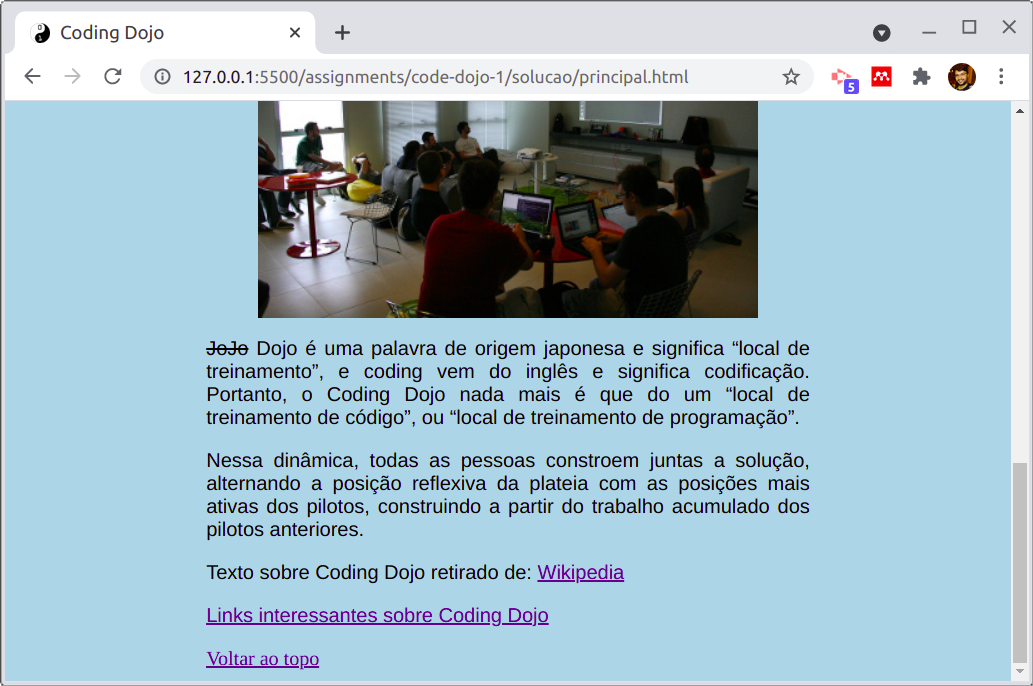 Coding Dojo
127.0.0.1:5500/assignments/code-dojo-1/solucao/principal.html
5
JoJo Dojo é uma palavra de origem japonesa e significa “local de
treinamento”, e coding vem do inglês e significa codificação.
Portanto, o Coding Dojo nada mais é que do um “local de
treinamento de código”, ou “local de treinamento de programação”.
Nessa dinâmica, todas as pessoas constroem juntas a solução,
alternando a posição reflexiva da plateia com as posições mais
ativas dos pilotos, construindo a partir do trabalho acumulado dos
pilotos anteriores.
Texto sobre Coding Dojo retirado de: Wikipedia
Links interessantes sobre Coding Dojo
Voltar ao topo